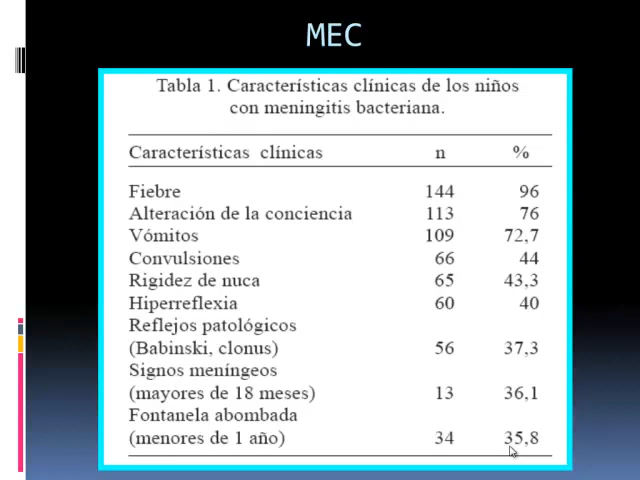 MEC
Tabla 1. Características clínicas de los niños
con meningitis bacteriana.
Características clínicas n %
Fiebre 144 96
Alteración de la conciencia 113 76
Vómitos 109 72,7
Convulsiones 66 44
Rigidez de nuca 65 43,3
Hiperreflexia 60 40
Reflejos patológicos
(Babinski, clonus) 56 37,3
Signos meníngeos
(mayores de 18 meses) 13 36,1
Fontanela abombada
(menores de 1 año) 34 35,8